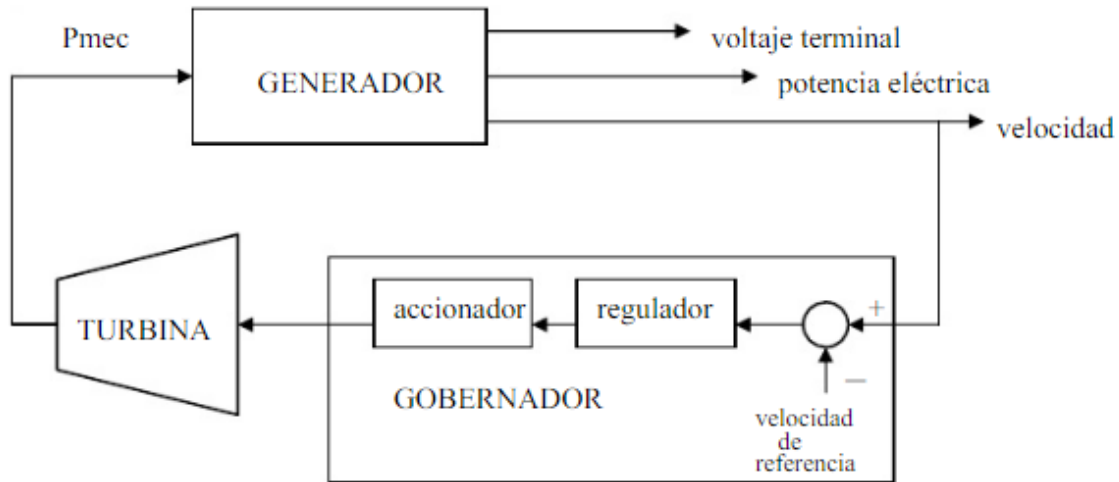 Pmec
GENERADOR
voltaje terminal
potencia eléctrica
velocidad
TURBINA
accionador
regulador
+
—
GOBERNADOR
velocidad
de
referencia